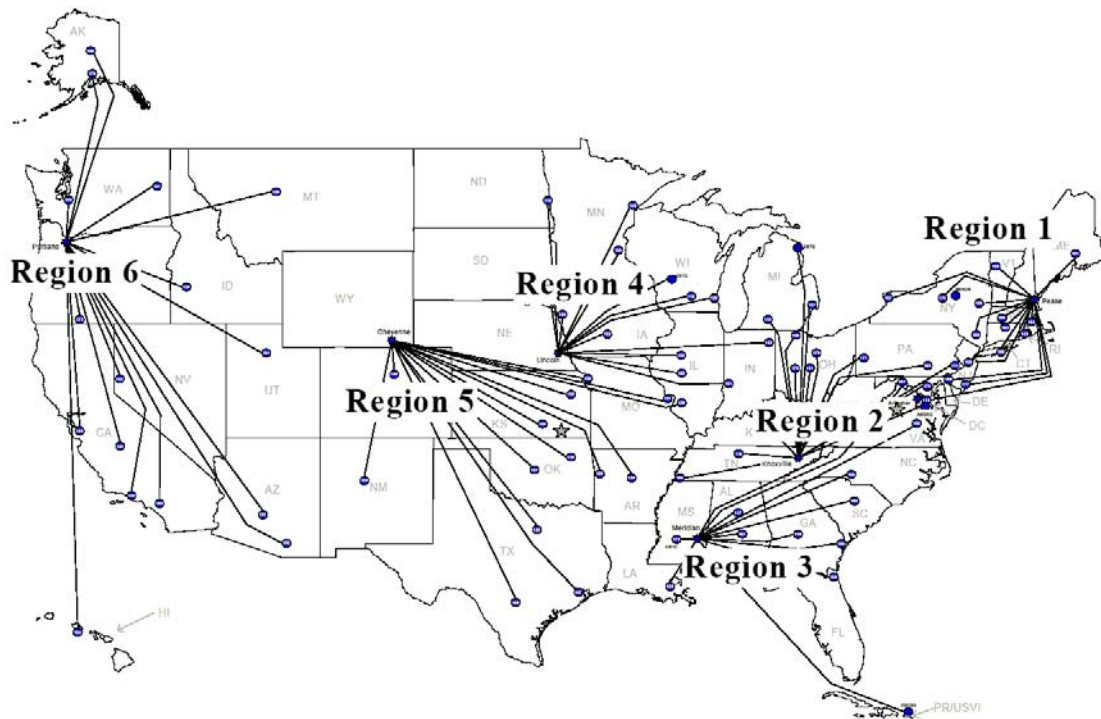 AK
WA
MT
ND
MN
Region 1
ME
VT
Portland
Region 6
ID
SD
Region 4
WI
MI
NY
Pease
WY
Cheyenne
NE
Lincoln
IA
PA
RI
CT
NV
UT
Region 5
IL
IN
OH
CA
KS
MO
Region 2
DE
DC
VA
K
Knoxville
TN
NC
AZ
NM
OK
AR
MS
AL
GA
SC
Meridian
TX
LA
Region 3
HI
FL
PR/USVI